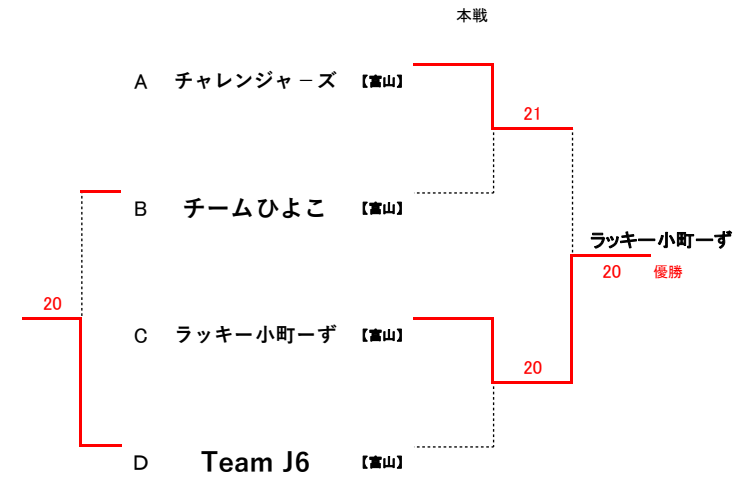 本戦
A チャレンジャーズ 【富山】
21
B チームひよこ 【富山】
ラッキー小町ーず
20 優勝
20
C ラッキー小町ーず 【富山】
20
D Team J6 【富山】